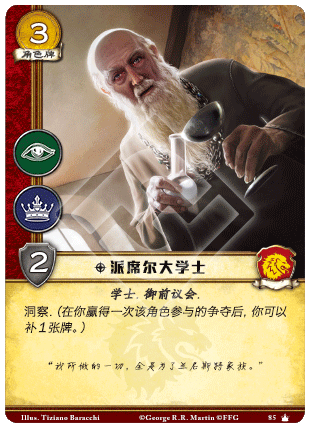 3
角色牌
2
派席尔大学士
学士. 御前议会.
洞察. (在你赢得一次该角色参与的争夺后, 你可以
补1张牌。)
“我所做的一切, 全是为了兰尼斯特家族。”
Illus. Tiziano Baracchi ©George R.R. Martin ©FFG 85